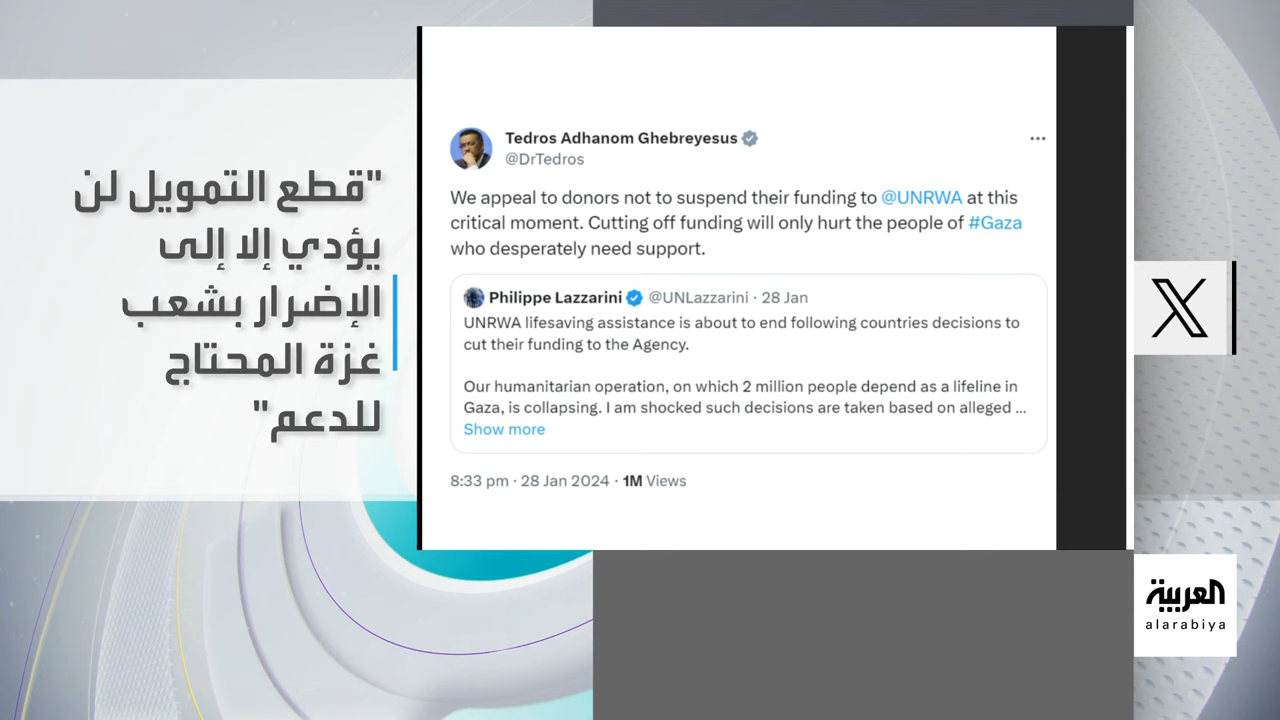 "قطع التمويل لن
يؤدي إلا إلى
الإضرار بشعب
غزة المحتاج
للدعم"
Tedros Adhanom Ghebreyesus
@DrTedros
We appeal to donors not to suspend their funding to @UNRWA at this
critical moment. Cutting off funding will only hurt the people of #Gaza
who desperately need support.
Philippe Lazzarini @UNLazzarini · 28 Jan
UNRWA lifesaving assistance is about to end following countries decisions to
cut their funding to the Agency.
Our humanitarian operation, on which 2 million people depend as a lifeline in
Gaza, is collapsing. I am shocked such decisions are taken based on alleged ...
Show more
8:33 pm · 28 Jan 2024 · 1M Views
X
العربية
alarabiya